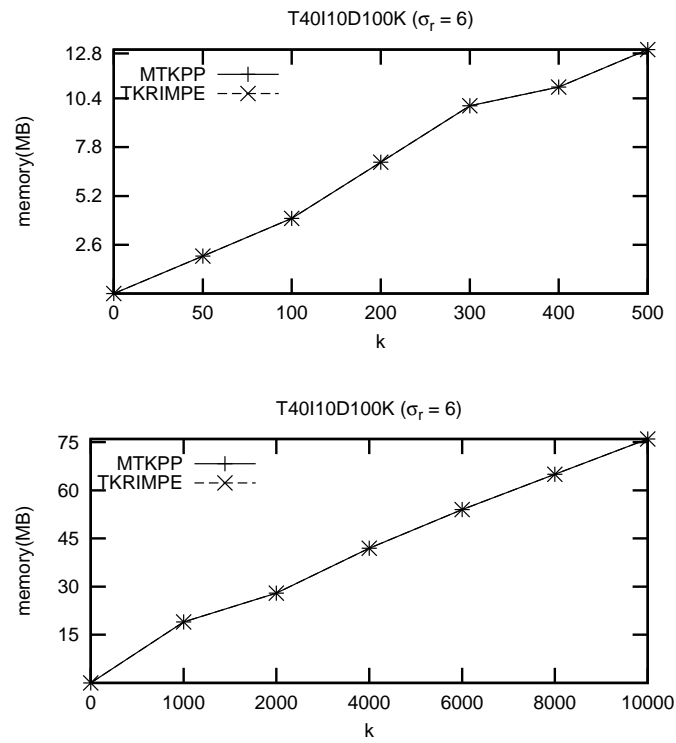 T40I10D100K (σr = 6)
12.8
10.4
7.8
5.2
2.6
memory(MB)
MTKPP
TKRIMPE
0 50 100 200 300 400 500
k
T40I10D100K (σr = 6)
75
60
45
30
15
memory(MB)
MTKPP
TKRIMPE
0 1000 2000 4000 6000 8000 10000
k